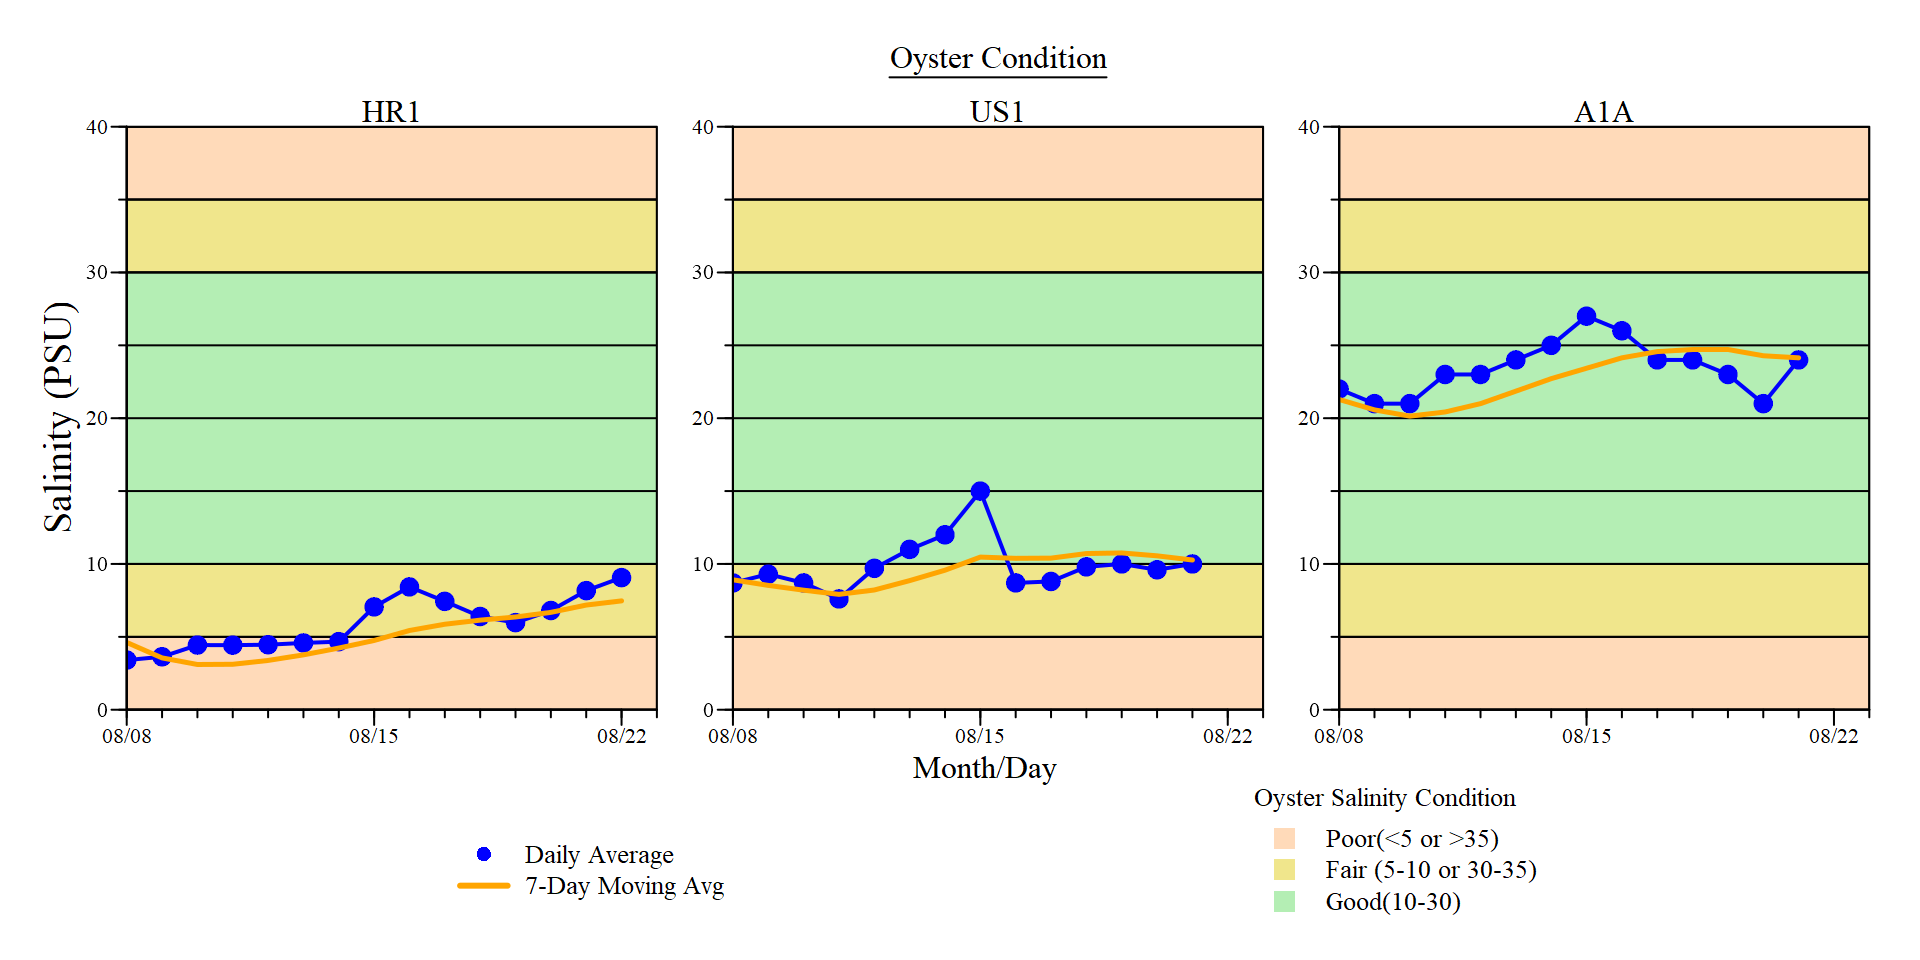 Oyster Condition
HR1
US1
A1A
Salinity (PSU)
40
30
20
10
0
08/08
08/15
08/22
40
30
20
10
0
08/08
08/15
08/22
40
30
20
10
0
08/08
08/15
08/22
Month/Day
Daily Average
7-Day Moving Avg
Oyster Salinity Condition
Poor(<5 or >35)
Fair (5-10 or 30-35)
Good(10-30)